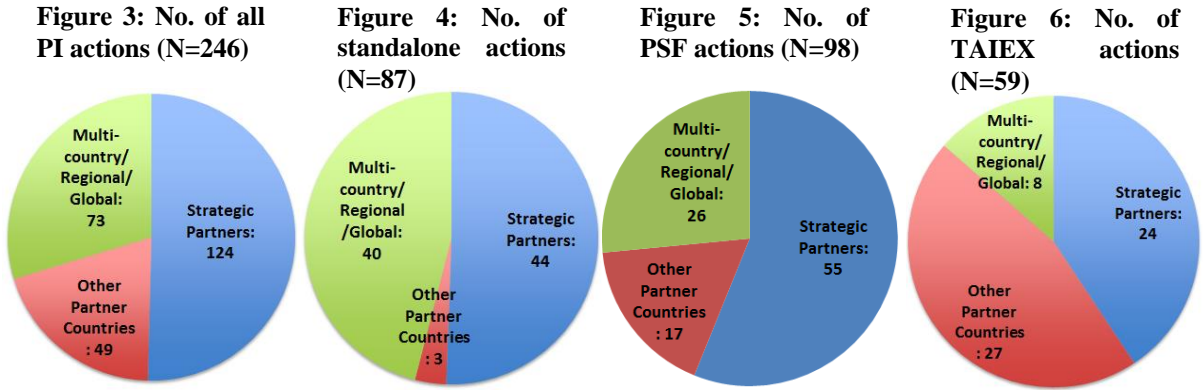 Figure 3: No. of all
PI actions (N=246)
Multi-
country/
Regional/
Global:
73
Strategic
Partners:
124
Other
Partner
Countries
: 49
Figure 4: No. of
standalone actions
(N=87)
Multi-
country/
Regional
/Global:
40
Strategic
Partners:
44
Other
Partner
Countries
: 3
Figure 5: No. of
PSF actions (N=98)
Multi-
country/
Regional/
Global:
26
Strategic
Partners:
55
Other
Partner
Countries
: 17
Figure 6: No. of
TAIEX actions
(N=59)
Multi-
country/
Regional/
Global: 8
Strategic
Partners:
24
Other
Partner
Countries:
27